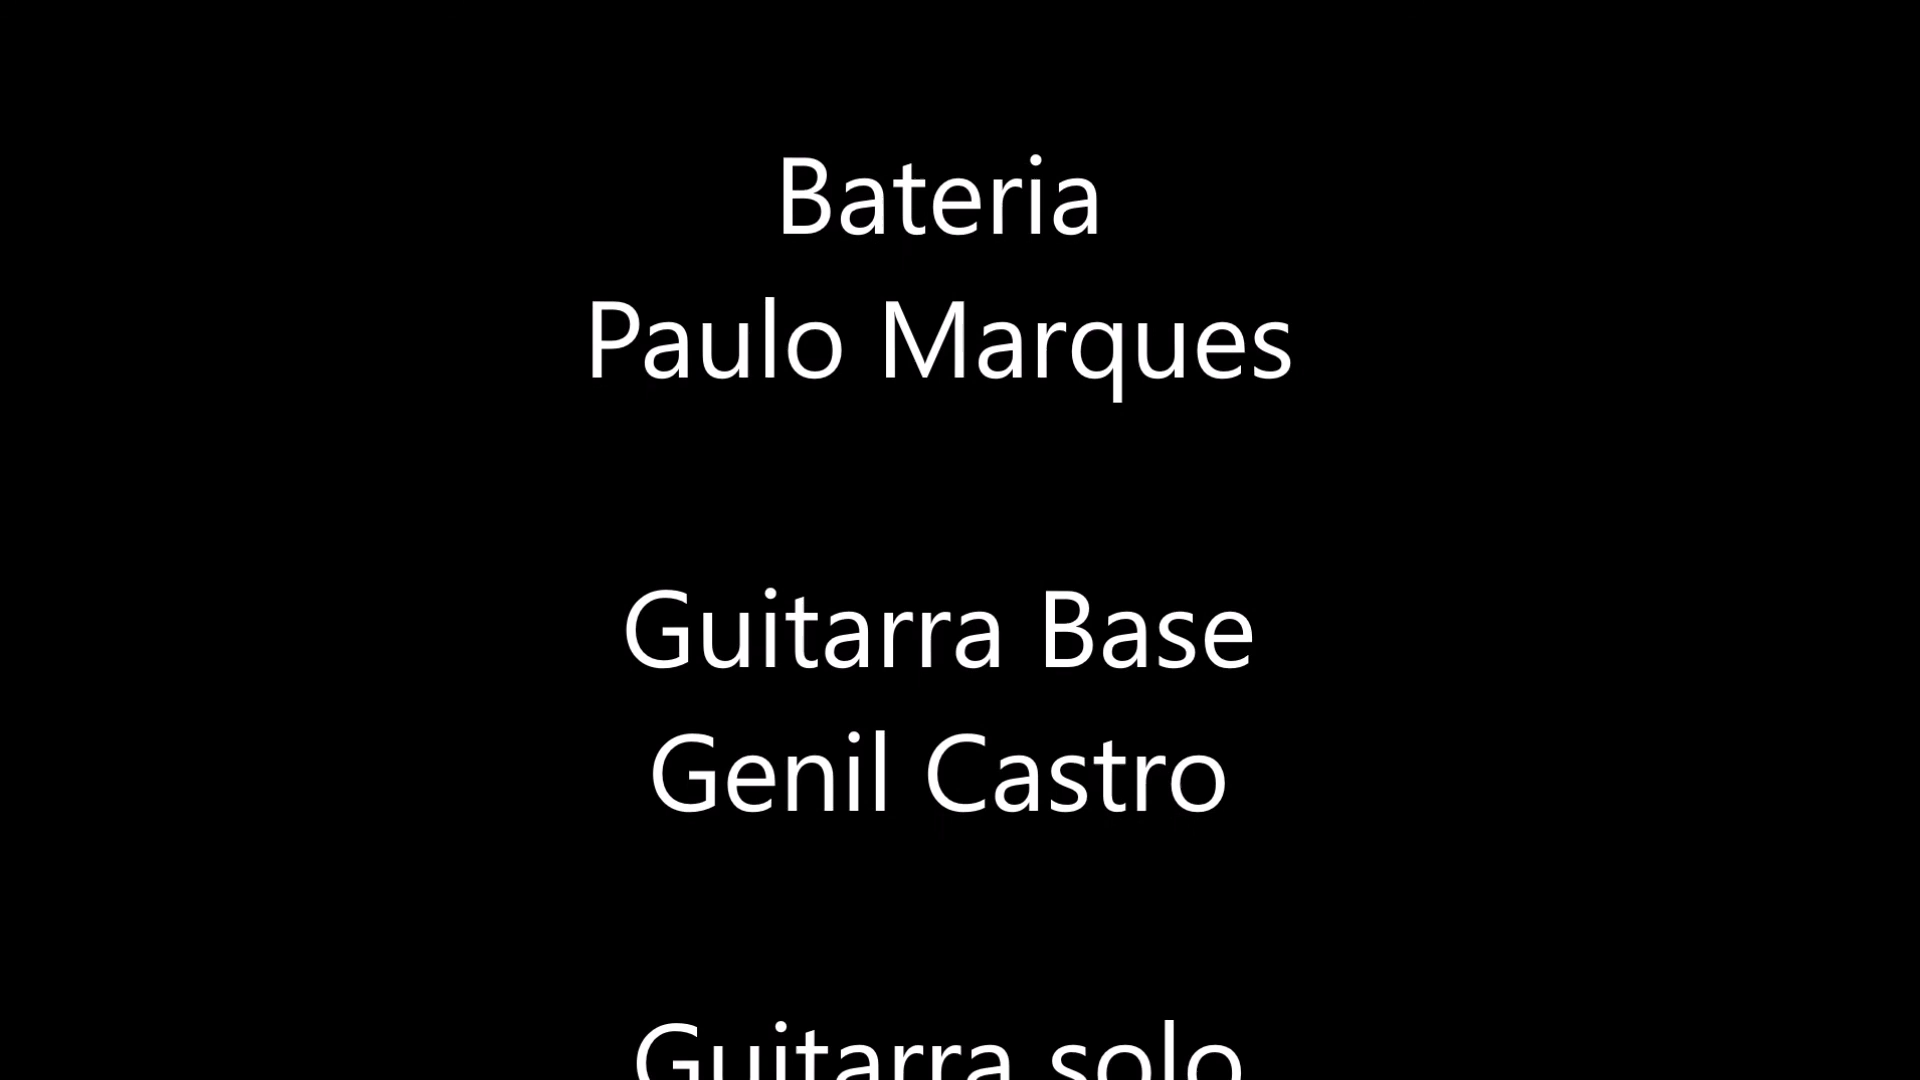 Bateria
Paulo Marques
Guitarra Base
Genil Castro
Guitarra solo